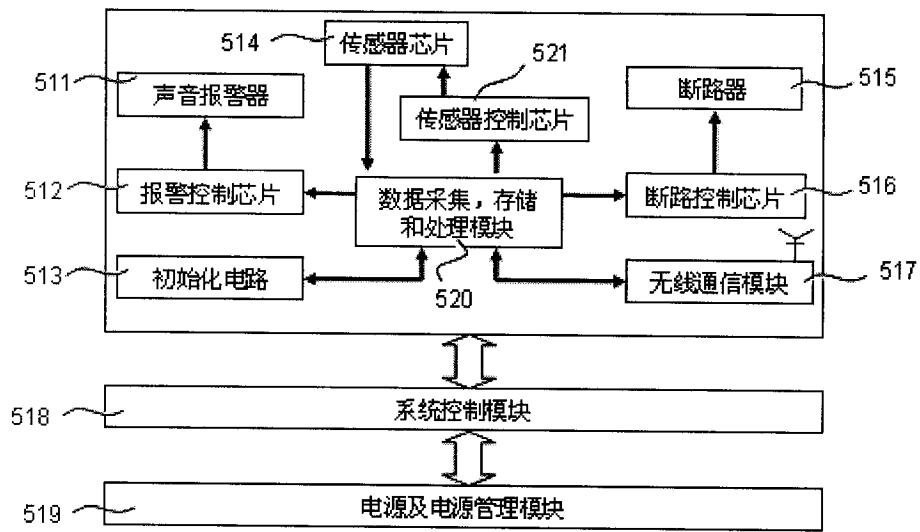 514
传感器芯片
521
511
声音报警器
传感器控制芯片
断路器
515
512
报警控制芯片
数据采集，存储
和处理模块
断路控制芯片
516
513
初始化电路
520
无线通信模块
517
518
系统控制模块
519
电源及电源管理模块